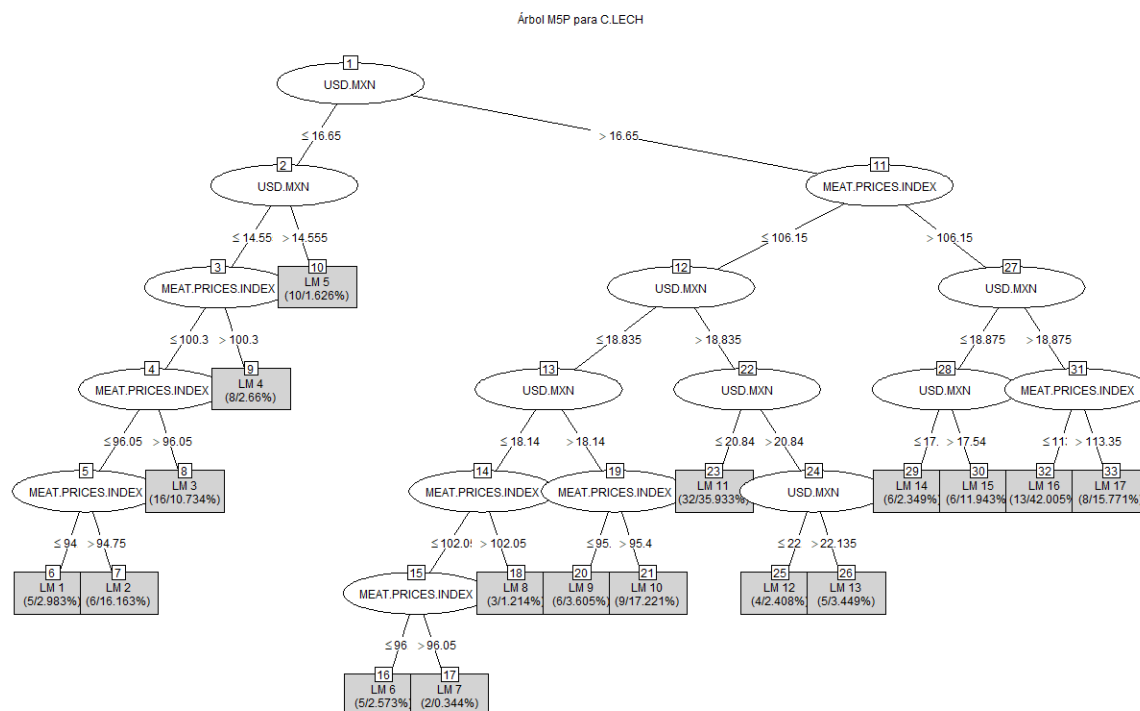 Árbol M5P para C.LECH
1
USD.MXN
≤ 16.65
> 16.65
2
USD.MXN
11
MEAT.PRICES.INDEX
≤ 14.55
> 14.555
≤ 106.15
> 106.15
3
MEAT.PRICES.INDEX
10
LM 5
(10/1.626%)
12
USD.MXN
27
USD.MXN
≤ 100.3
> 100.3
≤ 18.835
> 18.835
≤ 18.875
> 18.875
4
MEAT.PRICES.INDEX
9
LM 4
(8/2.66%)
13
USD.MXN
22
USD.MXN
28
USD.MXN
31
MEAT.PRICES.INDEX
≤ 96.05
> 96.05
≤ 18.14
> 18.14
≤ 20.84
> 20.84
≤ 17.
> 17.54
≤ 11
> 113.35
5
MEAT.PRICES.INDEX
8
LM 3
(16/10.734%)
14
MEAT.PRICES.INDEX
19
MEAT.PRICES.INDEX
23
LM 11
(32/35.933%)
24
USD.MXN
29
LM 14
(6/2.349%)
30
LM 15
(6/11.943%)
32
LM 16
(13/42.005%)
33
LM 17
(8/15.771%)
≤ 94
> 94.75
≤ 102.05
> 102.05
≤ 95.
> 95.4
≤ 22
> 22.135
6
LM 1
(5/2.983%)
7
LM 2
(6/16.163%)
15
MEAT.PRICES.INDEX
18
LM 8
(3/1.214%)
20
LM 9
(6/3.605%)
21
LM 10
(9/17.221%)
25
LM 12
(4/2.408%)
26
LM 13
(5/3.449%)
≤ 96
> 96.05
16
LM 6
(5/2.573%)
17
LM 7
(2/0.344%)